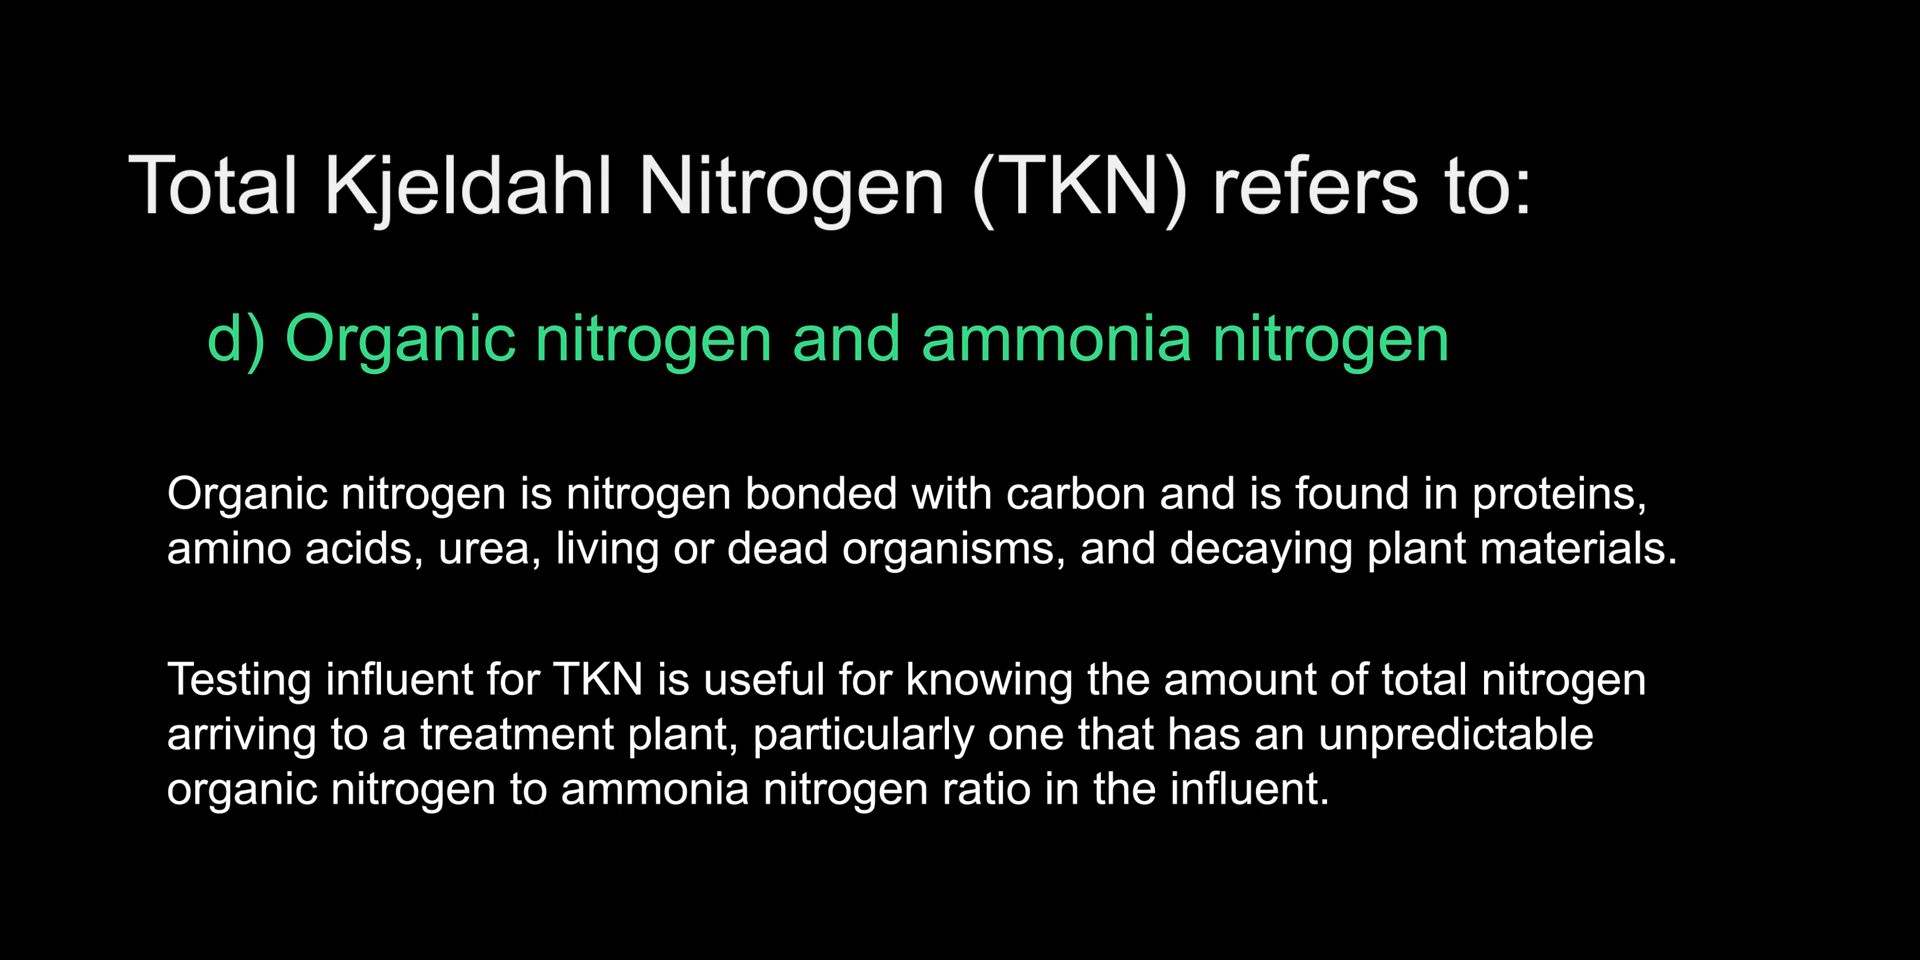 Total Kjeldahl Nitrogen (TKN) refers to:
d) Organic nitrogen and ammonia nitrogen
Organic nitrogen is nitrogen bonded with carbon and is found in proteins,
amino acids, urea, living or dead organisms, and decaying plant materials.
Testing influent for TKN is useful for knowing the amount of total nitrogen
arriving to a treatment plant, particularly one that has an unpredictable
organic nitrogen to ammonia nitrogen ratio in the influent.